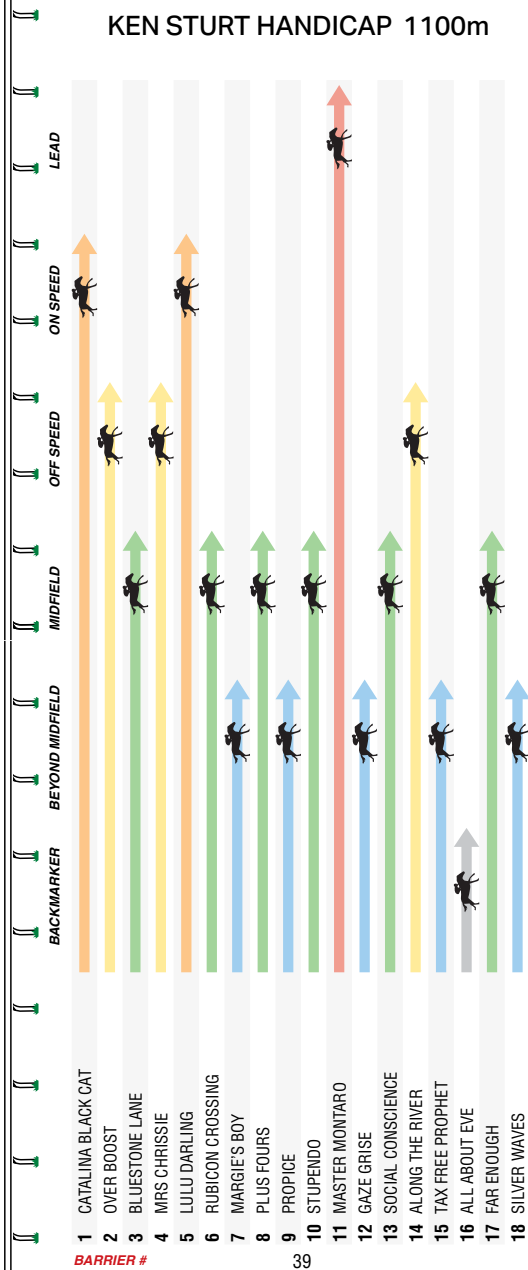 KEN STURT HANDICAP 1100m
LEAD
ON SPEED
OFF SPEED
MIDFIELD
BEYOND MIDFIELD
BACKMARKER
1 CATALINA BLACK CAT
2 OVER BOOST
3 BLUESTONE LANE
4 MRS CHRISSIE
5 LULU DARLING
6 RUBICON CROSSING
7 MARGIE'S BOY
8 PLUS FOURS
9 PROPICE
10 STUPENDO
11 MASTER MONTARO
12 GAZE GRISE
13 SOCIAL CONSCIENCE
14 ALONG THE RIVER
15 TAX FREE PROPHET
16 ALL ABOUT EVE
17 FAR ENOUGH
18 SILVER WAVES
BARRIER #
39